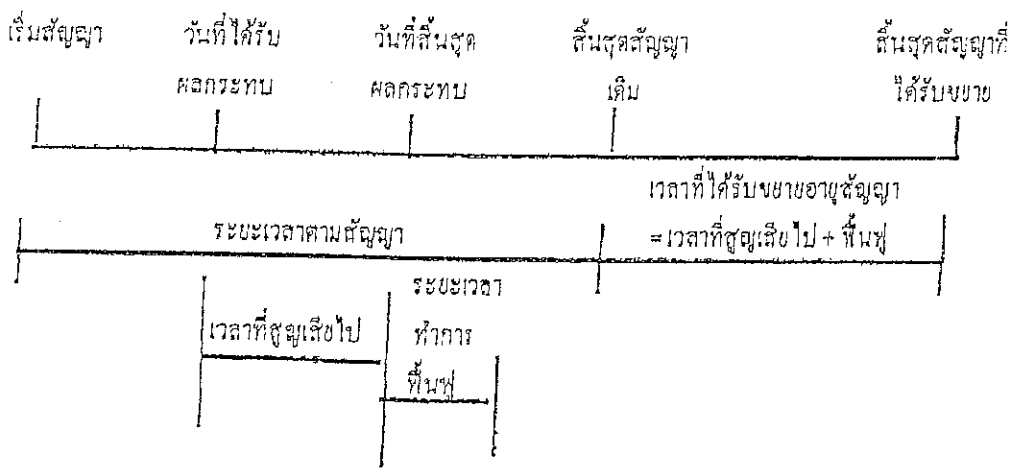 เริ่มสัญญา วันที่ได้รับ วันที่สิ้นสุด สิ้นสุดสัญญา สิ้นสุดสัญญาที่
ผลกระทบ ผลกระทบ เดิม ได้รับขยาย
เวลาที่ได้รับขยายอายุสัญญา
ระยะเวลาตามสัญญา =เวลาที่สูญเสียไป + ฟื้นฟู
ระยะเวลา
เวลาที่สูญเสียไป ทำการ
ฟื้นฟู